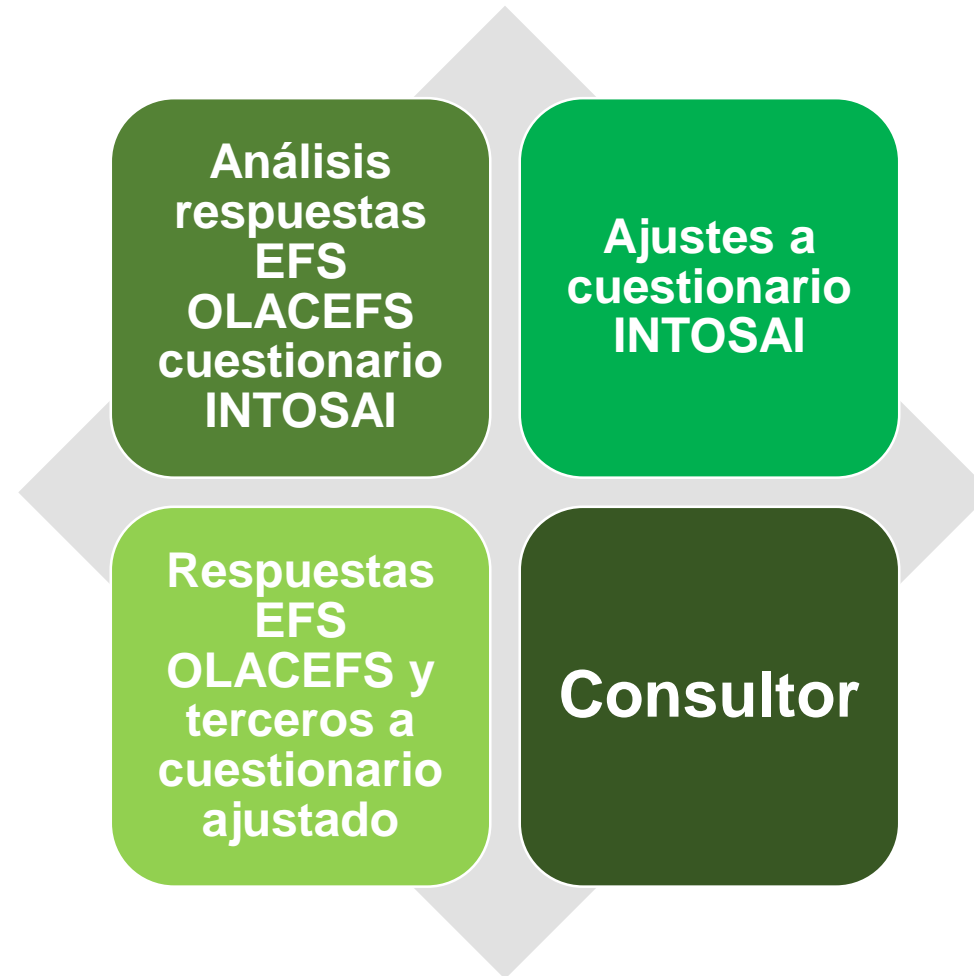 Análisis
respuestas
EFS
OLACEFS
cuestionario
INTOSAI
Ajustes a
cuestionario
INTOSAI
Respuestas
EFS
OLACEFS y
terceros a
cuestionario
ajustado
Consultor